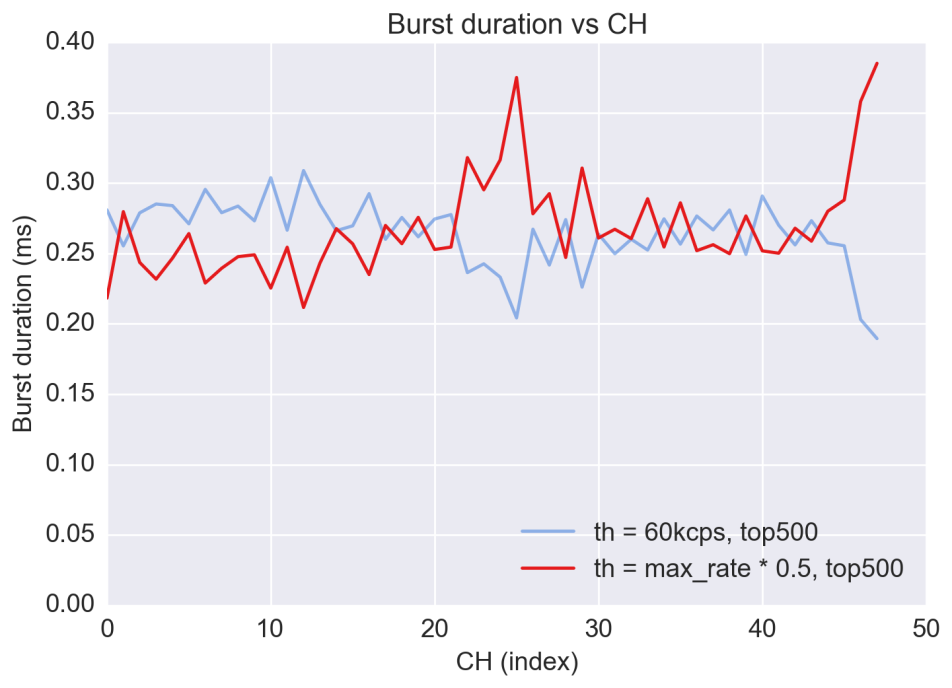 Burst duration vs CH
0.40
0.35
0.30
0.25
0.20
0.15
0.10
0.05
0.00
Burst duration (ms)
th = 60kcps, top500
th = max_rate * 0.5, top500
0 10 20 30 40 50
CH (index)